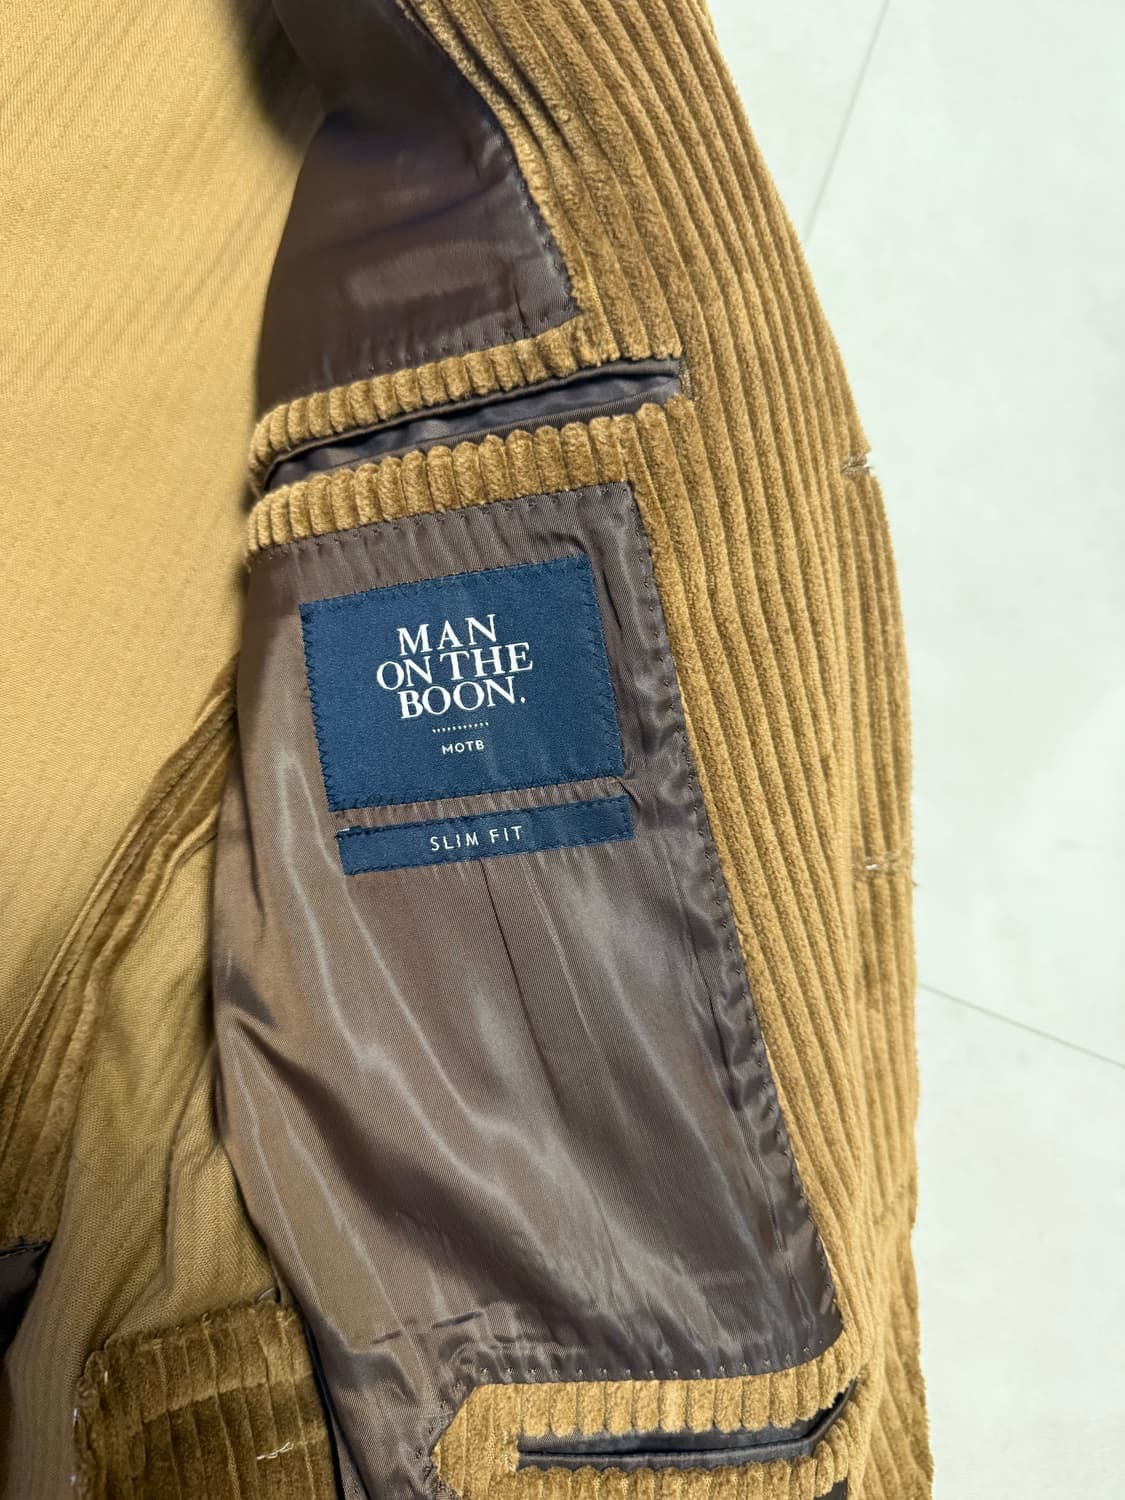 MAN
ON THE
BOON.
MOTB
SLIM FIT